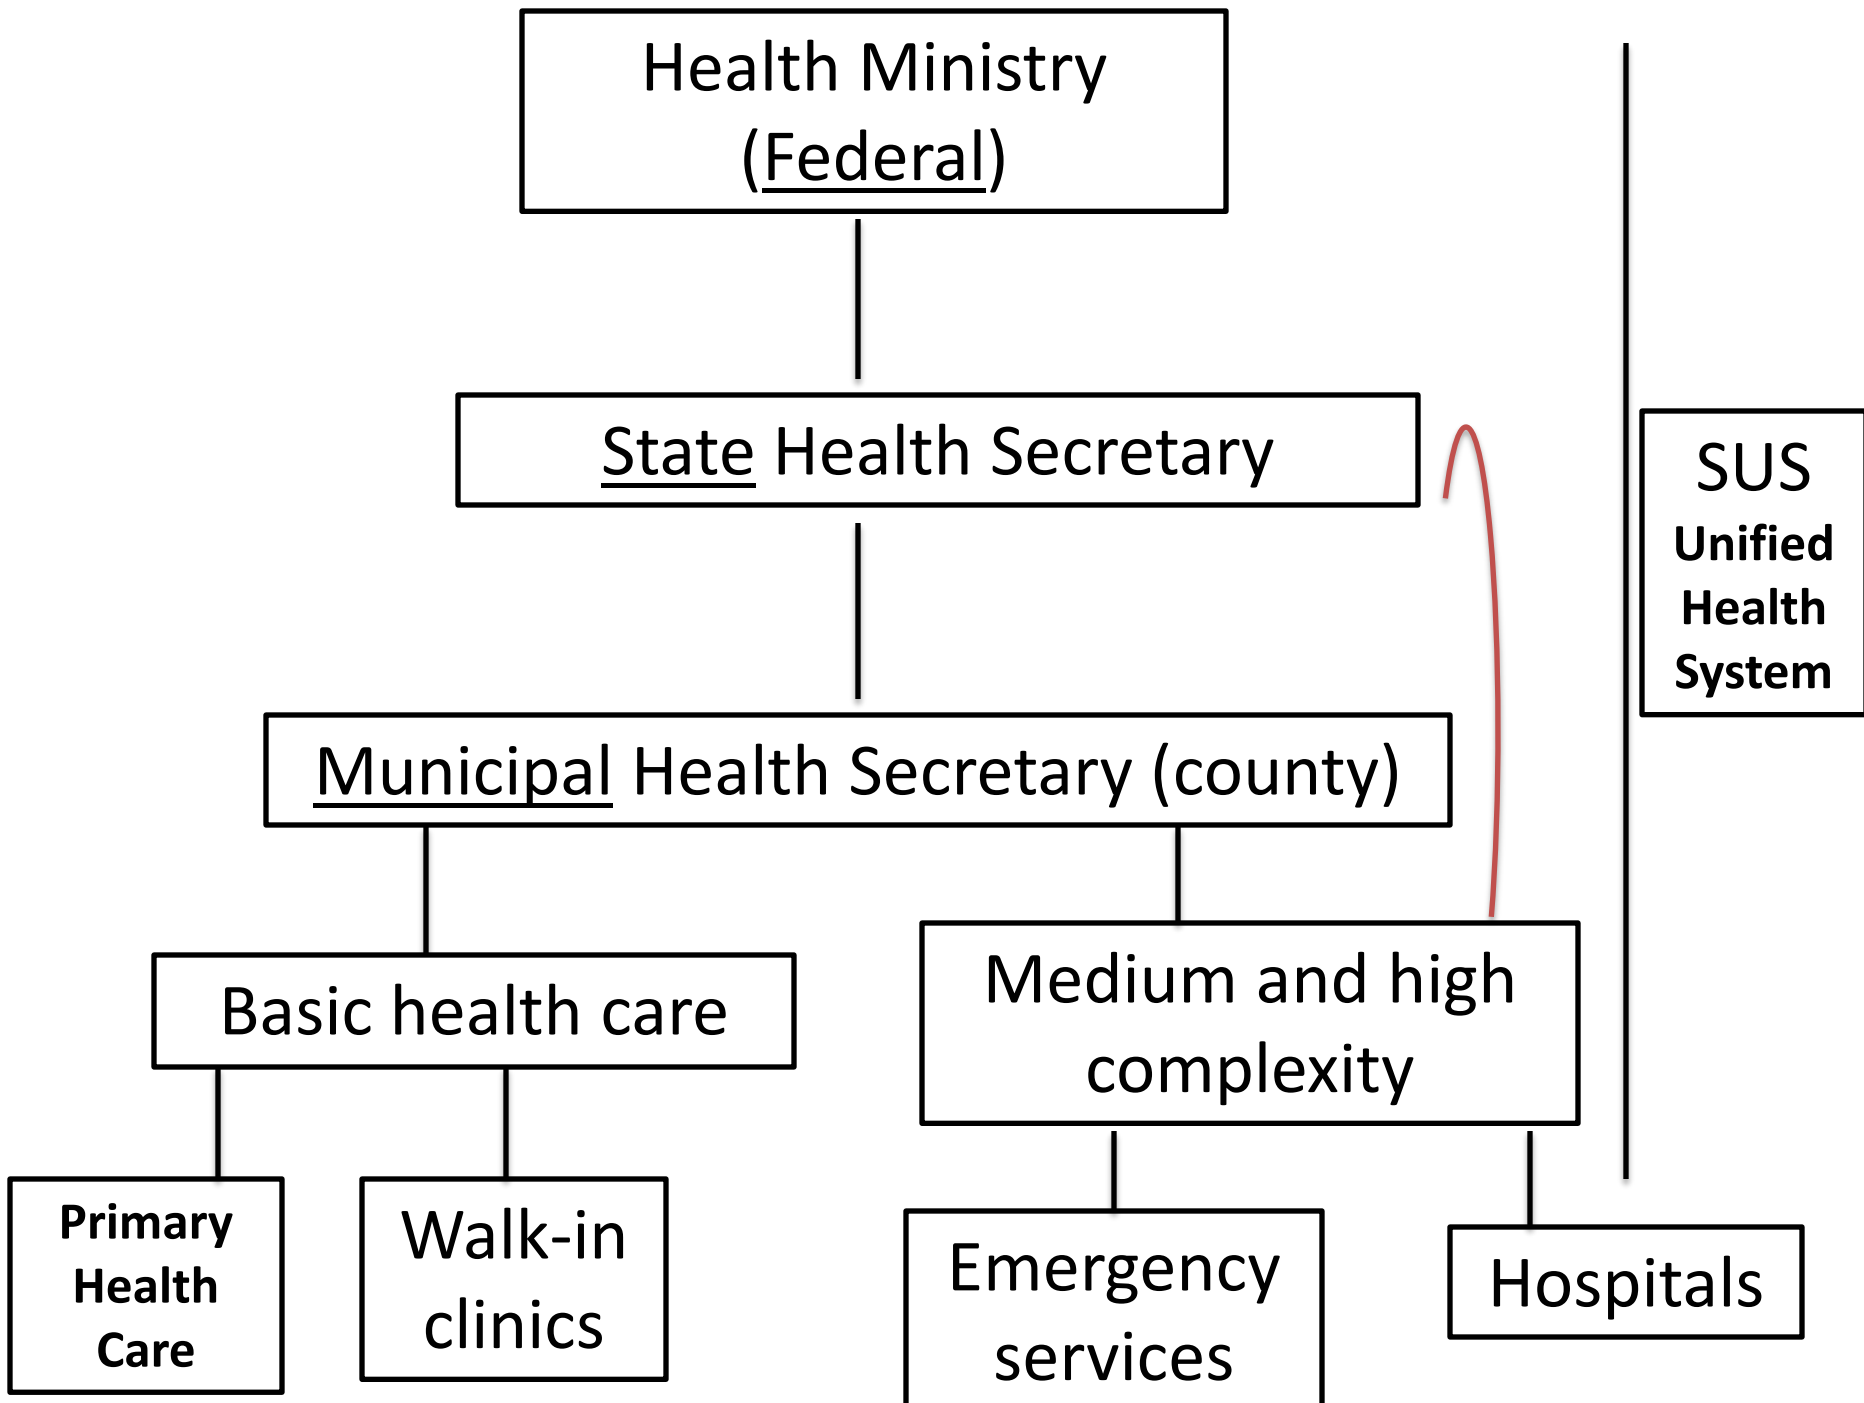 Health Ministry
(Federal)
State Health Secretary
SUS
Unified
Health
System
Municipal Health Secretary (county)
Basic health care
Medium and high
complexity
Primary
Health
Care
Walk-in
clinics
Emergency
services
Hospitals